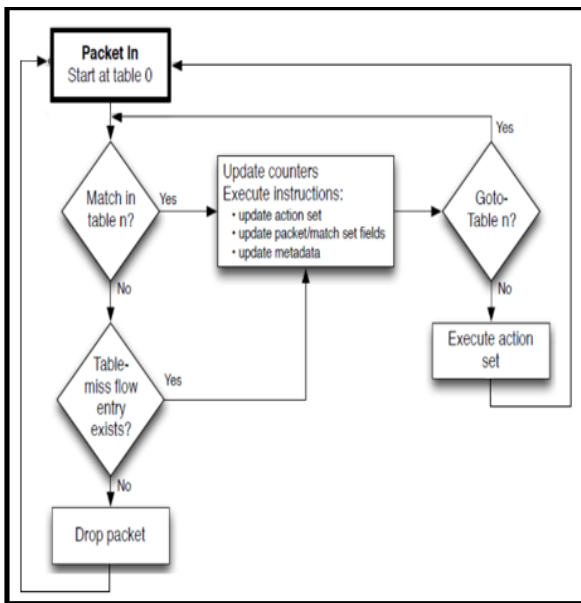 Packet In
Start at table 0
Match in
table n?
Yes
No
Update counters
Execute instructions:
• update action set
• update packet/match set fields
• update metadata
Goto-
Table n?
Yes
No
Execute action
set
Table-
miss flow
entry
exists?
Yes
No
Drop packet